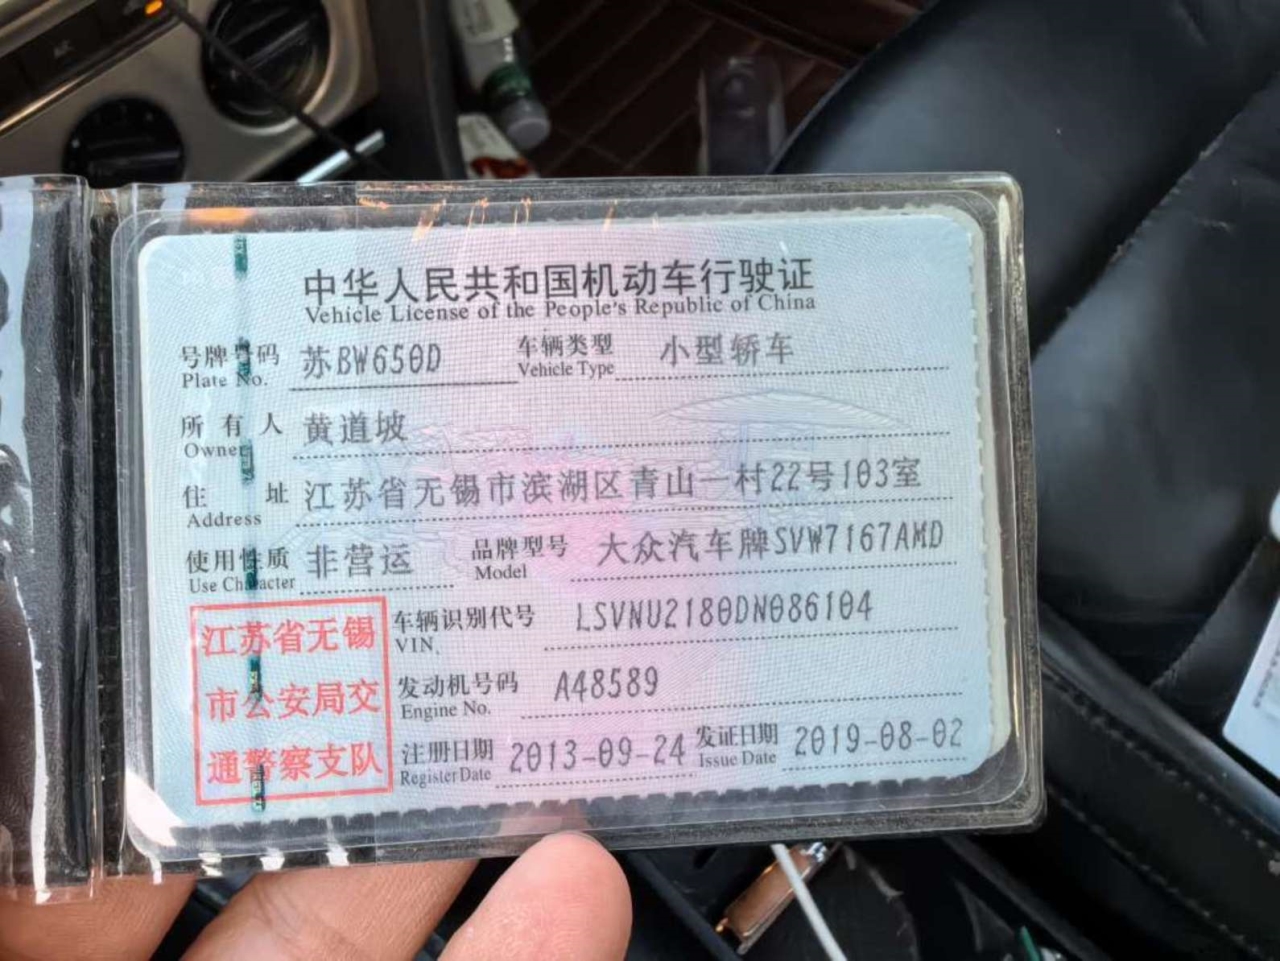 中华人民共和国机动车行驶证
Vehicle License of the People's Republic of China
号牌号码 苏BW650D 车辆类型 小型轿车
Plate No. Vehicle Type
所有人 黄道坡
Owner
住址 江苏省无锡市滨湖区青山一村22号103室
Address
使用性质 非营运 品牌型号 大众汽车牌SVW7167AMD
Use Character Model
江苏省无锡
市公安局交
通警察支队
车辆识别代号 LSVNU2180DN086104
VIN
发动机号码 A48589
Engine No.
注册日期 2013-09-24 发证日期 2019-08-02
Register Date Issue Date